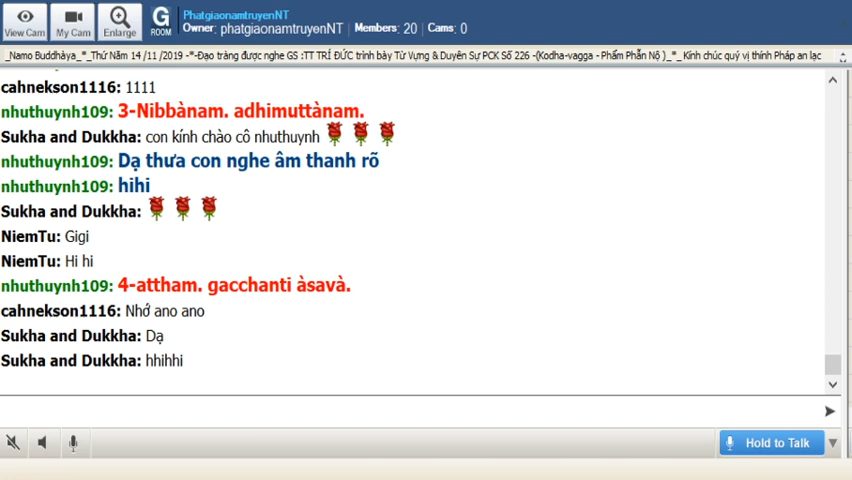 PhatgiaonamtruyenNT
Owner: phatgiaonamtruyenNT Members: 20 Cams: 0
View Cam My Cam Enlarge G ROOM
_Namo Buddhàya_*_Thứ Năm 14 /11 /2019 -*-Đạo tràng được nghe GS :TT TRÍ ĐỨC trình bày Từ Vựng & Duyên Sự PCK Số 226 -(Kodha-vagga - Phẩm Phẫn Nộ )_*_ Kính chúc quý vị thính Pháp an lạc
cahnekson1116: 1111
nhuthuynh109: 3-Nibbànam. adhimuttànam.
Sukha and Dukkha: con kính chào cô nhuthuynh
nhuthuynh109: Dạ thưa con nghe âm thanh rõ
nhuthuynh109: hihi
Sukha and Dukkha:
NiemTu: Gigi
NiemTu: Hi hi
nhuthuynh109: 4-attham. gacchanti àsavà.
cahnekson1116: Nhớ ano ano
Sukha and Dukkha: Dạ
Sukha and Dukkha: hhihhi
Hold to Talk